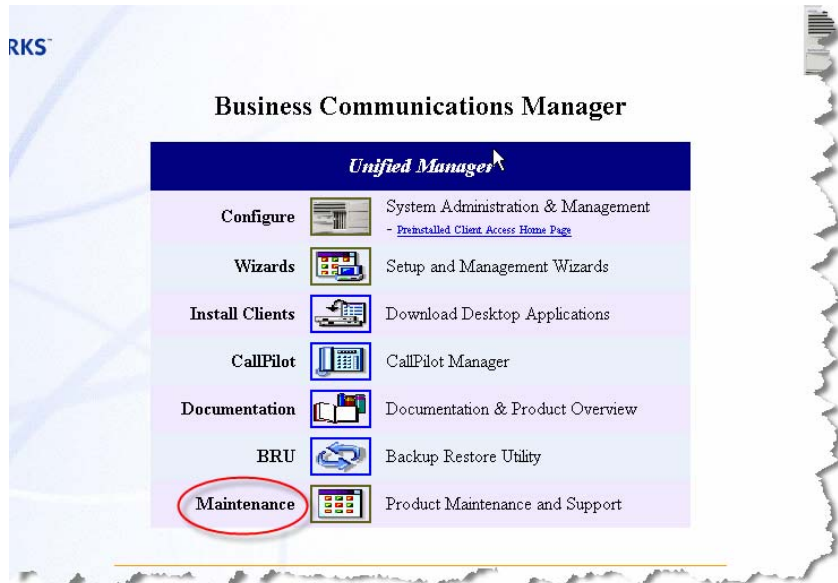 RKS
Business Communications Manager
Unified Manager
Configure System Administration & Management
- Preinstalled Client Access Home Page
Wizards Setup and Management Wizards
Install Clients Download Desktop Applications
CallPilot CallPilot Manager
Documentation Documentation & Product Overview
BRU Backup Restore Utility
Maintenance Product Maintenance and Support